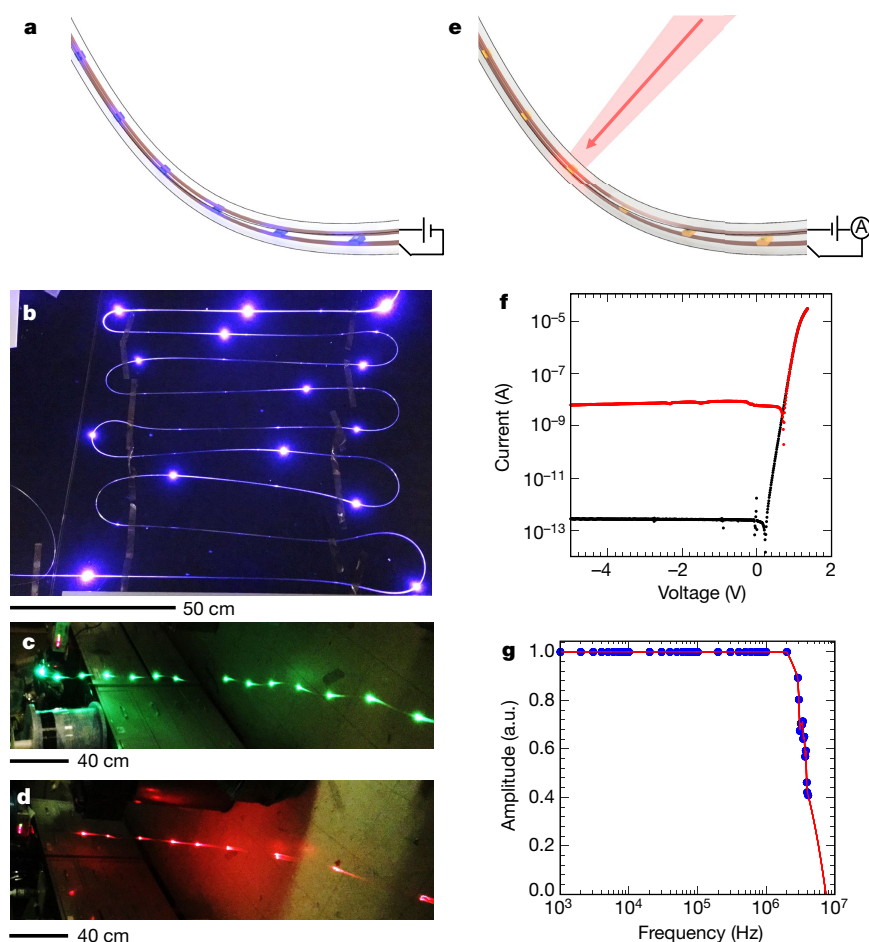 a
e
A
b
50 cm
c
40 cm
d
40 cm
f
10⁻⁵
10⁻⁷
10⁻⁹
10⁻¹¹
10⁻¹³
Current (A)
−4
−2
0
2
Voltage (V)
g
1.0
0.8
0.6
0.4
0.2
0.0
Amplitude (a.u.)
10³
10⁴
10⁵
10⁶
10⁷
Frequency (Hz)